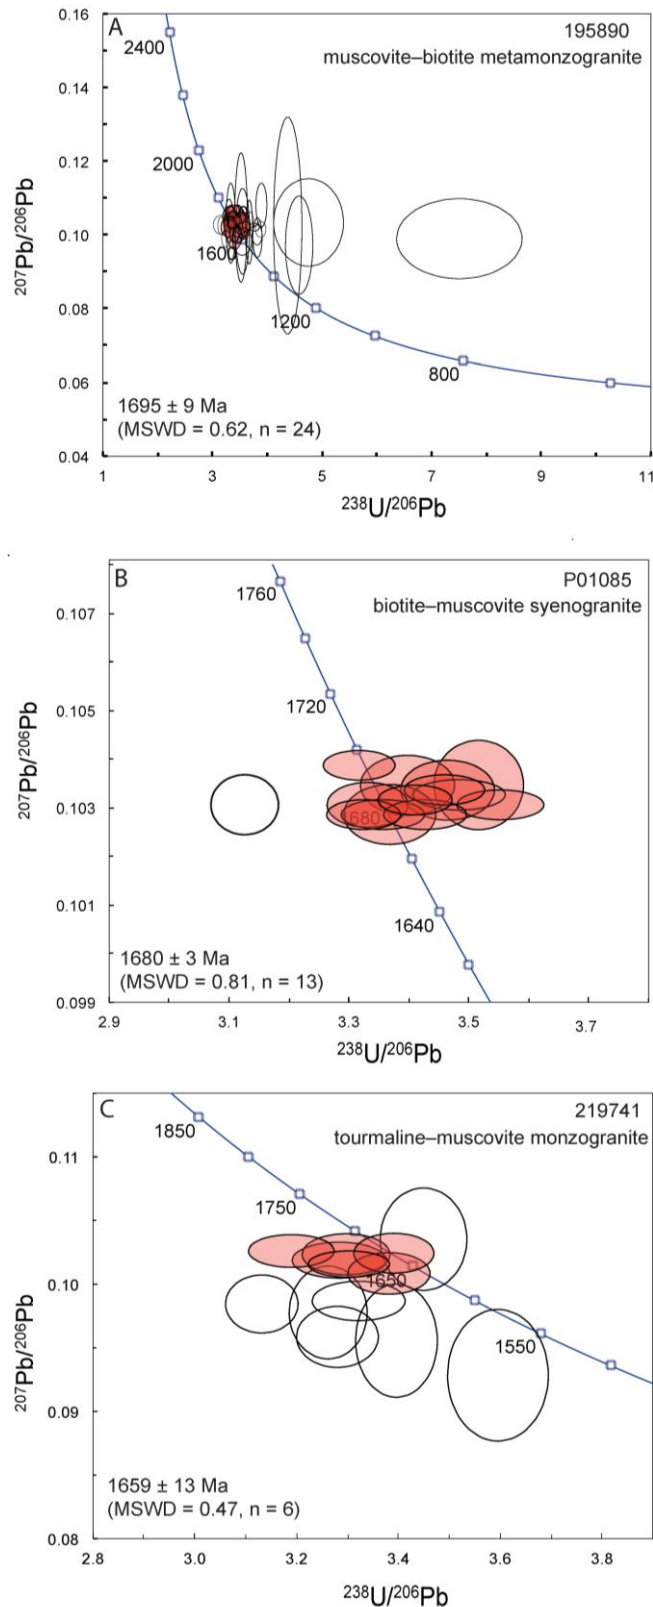 A
195890
muscovite–biotite metamonzogranite
0.16
0.14
0.12
0.10
0.08
0.06
0.04
2400
2000
1600
1200
800
²⁰⁷Pb/²⁰⁶Pb
1695 ± 9 Ma
(MSWD = 0.62, n = 24)
1 3 5 7 9 11
²³⁸U/²⁰⁶Pb
B
P01085
biotite–muscovite syenogranite
0.107
0.105
0.103
0.101
0.099
1760
1720
1680
1640
²⁰⁷Pb/²⁰⁶Pb
1680 ± 3 Ma
(MSWD = 0.81, n = 13)
2.9 3.1 3.3 3.5 3.7
²³⁸U/²⁰⁶Pb
C
219741
tourmaline–muscovite monzogranite
0.11
0.10
0.09
0.08
1850
1750
1650
1550
²⁰⁷Pb/²⁰⁶Pb
1659 ± 13 Ma
(MSWD = 0.47, n = 6)
2.8 3.0 3.2 3.4 3.6 3.8
²³⁸U/²⁰⁶Pb